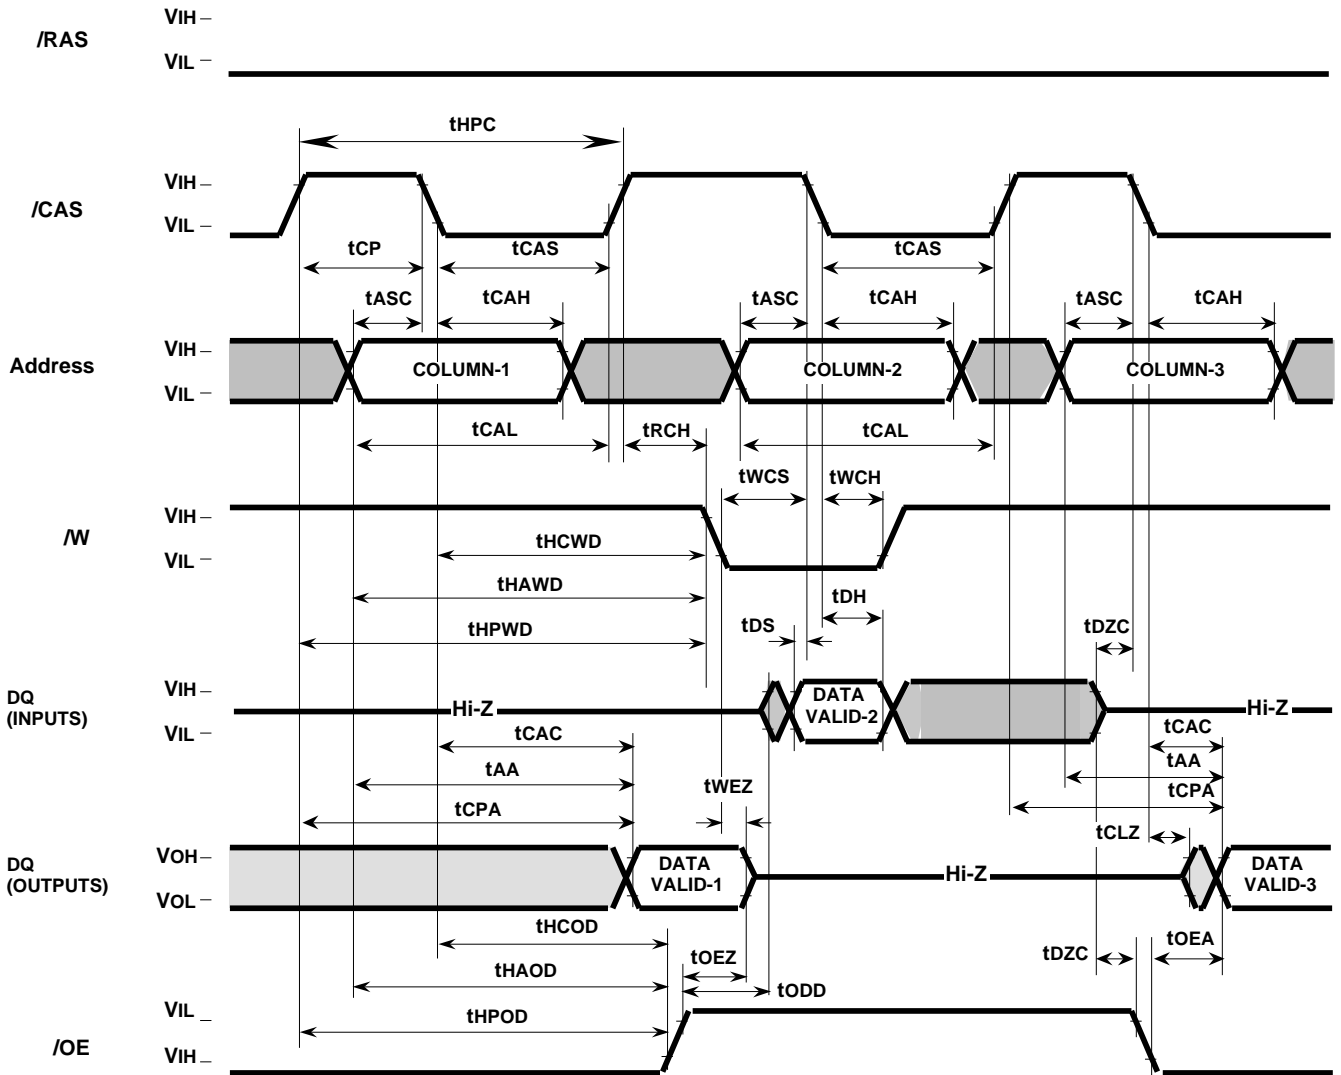 VIH
/RAS
VIL
tHPC
VIH
/CAS
VIL
tCP
tCAS
tCAS
tASC
tCAH
tASC
tCAH
tASC
tCAH
VIH
Address
COLUMN-1
COLUMN-2
COLUMN-3
VIL
tCAL
tRCH
tCAL
tWCS
tWCH
VIH
/W
VIL
tHCWD
tHAWD
tDH
tHPWD
tDS
tDZC
VIH
DQ
(INPUTS)
VIL
Hi-Z
DATA
VALID-2
Hi-Z
tCAC
tCAC
tAA
tAA
tWEZ
tCPA
tCPA
tCLZ
VOH
DQ
(OUTPUTS)
VOL
DATA
VALID-1
Hi-Z
DATA
VALID-3
tHCOD
tOEZ
tDZC
tOEA
tHAOD
tODD
VIL
tHPOD
/OE
VIH